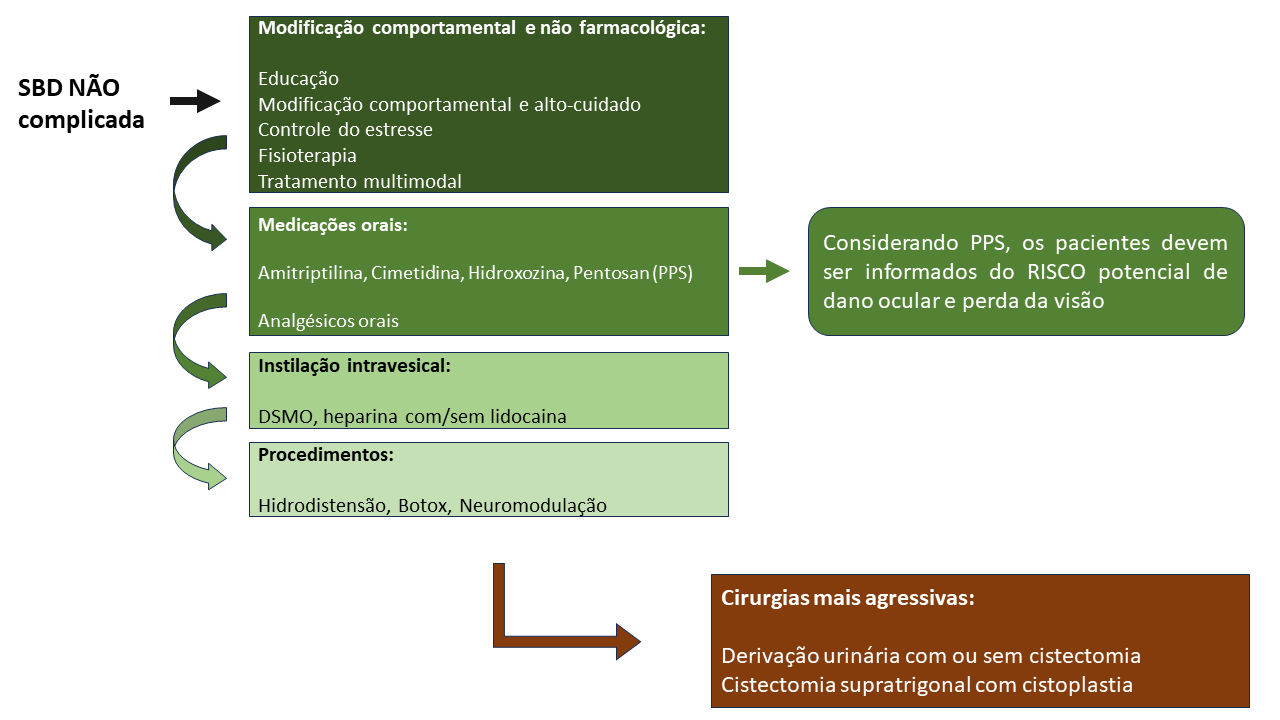 SBD NÃO
complicada
Modificação comportamental e não farmacológica:
Educação
Modificação comportamental e alto-cuidado
Controle do estresse
Fisioterapia
Tratamento multimodal
Medicações orais:
Amitriptilina, Cimetidina, Hidroxozina, Pentosan (PPS)
Analgésicos orais
Considerando PPS, os pacientes devem
ser informados do RISCO potencial de
dano ocular e perda da visão
Instilação intravesical:
DSMO, heparina com/sem lidocaina
Procedimentos:
Hidrodistensão, Botox, Neuromodulação
Cirurgias mais agressivas:
Derivação urinária com ou sem cistectomia
Cistectomia supratrigonal com cistoplastia